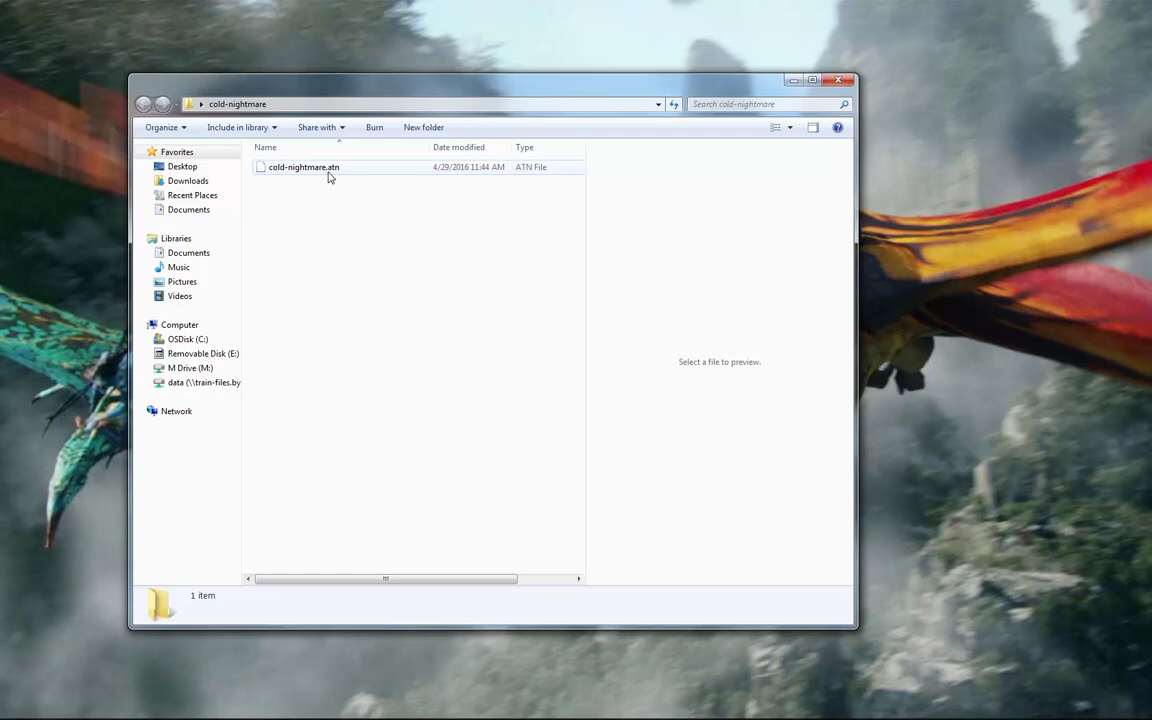 cold-nightmare
Search cold-nightmare
Organize Include in library Share with Burn New folder
Name Date modified Type
cold-nightmare.atn 4/29/2016 11:44 AM ATN File
Favorites
Desktop
Downloads
Recent Places
Documents
Libraries
Documents
Music
Pictures
Videos
Computer
OSDisk (C:)
Removable Disk (E:)
M Drive (M:)
data (\\train-files.by
Network
Select a file to preview.
1 item